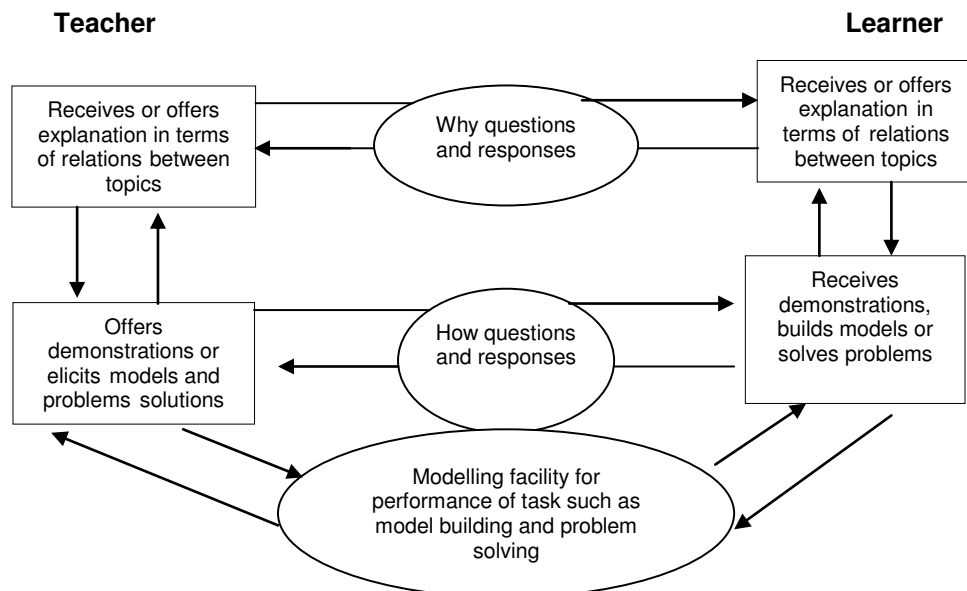 Teacher
Learner
Receives or offers
explanation in terms
of relations between
topics
Why questions
and responses
Receives or offers
explanation in
terms of relations
between topics
Offers
demonstrations or
elicits models and
problems solutions
How questions
and responses
Receives
demonstrations,
builds models or
solves problems
Modelling facility for
performance of task such as
model building and problem
solving